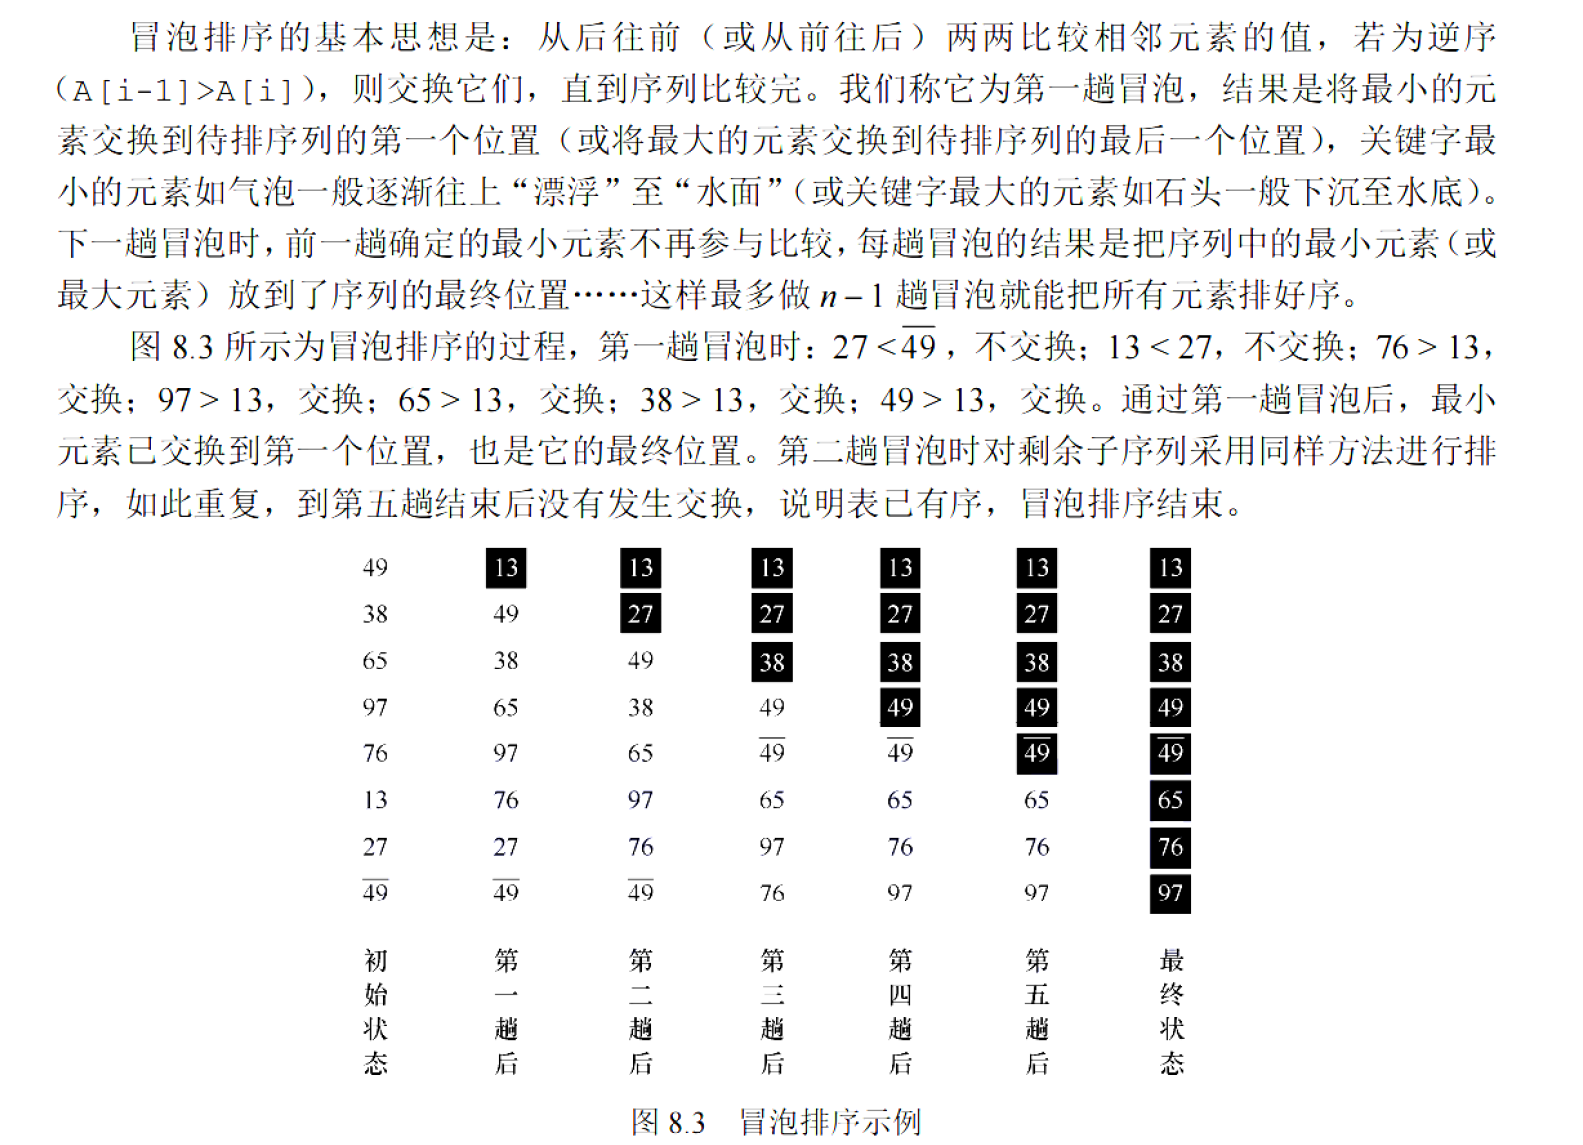 冒泡排序的基本思想是：从后往前（或从前往后）两两比较相邻元素的值，若为逆序
（A[i-1]>A[i]），则交换它们，直到序列比较完。我们称它为第一趟冒泡，结果是将最小的元
素交换到待排序列的第一个位置（或将最大的元素交换到待排序列的最后一个位置），关键字最
小的元素如气泡一般逐渐往上“漂浮”至“水面”（或关键字最大的元素如石头一般下沉至水底）。
下一趟冒泡时，前一趟确定的最小元素不再参与比较，每趟冒泡的结果是把序列中的最小元素（或
最大元素）放到了序列的最终位置……这样最多做 n – 1 趟冒泡就能把所有元素排好序。
图 8.3 所示为冒泡排序的过程，第一趟冒泡时：27 < 4̅9̅，不交换；13 < 27，不交换；76 > 13，
交换；97 > 13，交换；65 > 13，交换；38 > 13，交换；49 > 13，交换。通过第一趟冒泡后，最小
元素已交换到第一个位置，也是它的最终位置。第二趟冒泡时对剩余子序列采用同样方法进行排
序，如此重复，到第五趟结束后没有发生交换，说明表已有序，冒泡排序结束。
49 13 13 13 13 13 13
38 49 27 27 27 27 27
65 38 49 38 38 38 38
97 65 38 49 49 49 49
76 97 65 4̅9̅ 4̅9̅ 4̅9̅ 4̅9̅
13 76 97 65 65 65 65
27 27 76 97 76 76 76
4̅9̅ 4̅9̅ 4̅9̅ 76 97 97 97
初始状态 第一趟后 第二趟后 第三趟后 第四趟后 第五趟后 最终状态
图 8.3 冒泡排序示例